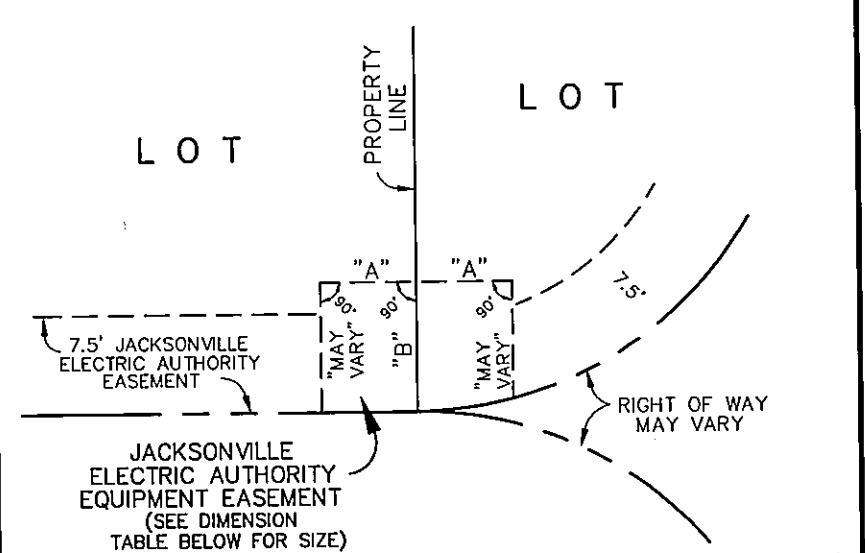 LOT
LOT
PROPERTY
LINE
"A"
"A"
90°
90°
90°
"MAY
VARY"
"B"
"MAY
VARY"
7.5'
7.5' JACKSONVILLE
ELECTRIC AUTHORITY
EASEMENT
RIGHT OF WAY
MAY VARY
JACKSONVILLE
ELECTRIC AUTHORITY
EQUIPMENT EASEMENT
(SEE DIMENSION
TABLE BELOW FOR SIZE)